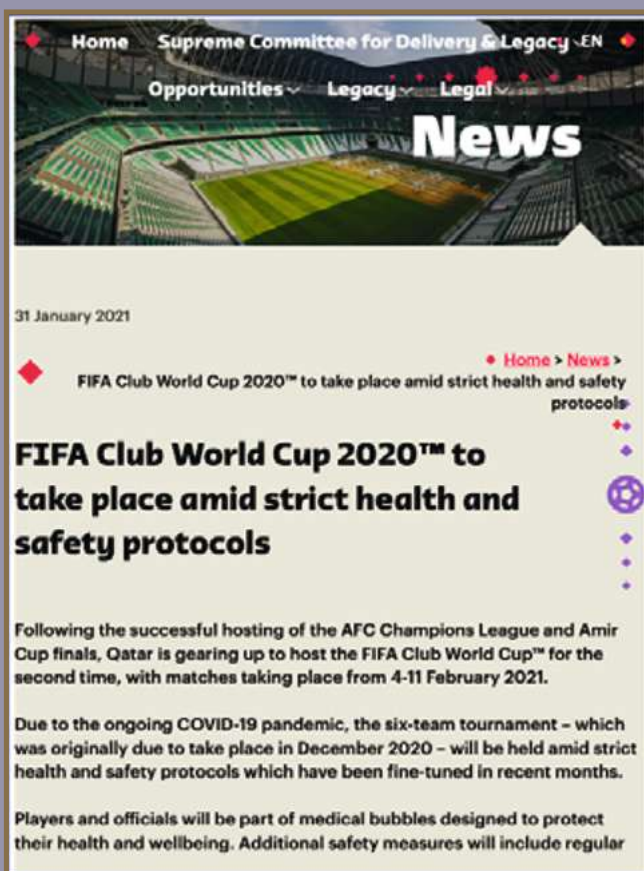 Home Supreme Committee for Delivery & Legacy EN
Opportunities Legacy Legal
News
31 January 2021
Home > News >
FIFA Club World Cup 2020™ to take place amid strict health and safety
protocols
FIFA Club World Cup 2020™ to
take place amid strict health and
safety protocols
Following the successful hosting of the AFC Champions League and Amir
Cup finals, Qatar is gearing up to host the FIFA Club World Cup™ for the
second time, with matches taking place from 4-11 February 2021.
Due to the ongoing COVID-19 pandemic, the six-team tournament – which
was originally due to take place in December 2020 – will be held amid strict
health and safety protocols which have been fine-tuned in recent months.
Players and officials will be part of medical bubbles designed to protect
their health and wellbeing. Additional safety measures will include regular